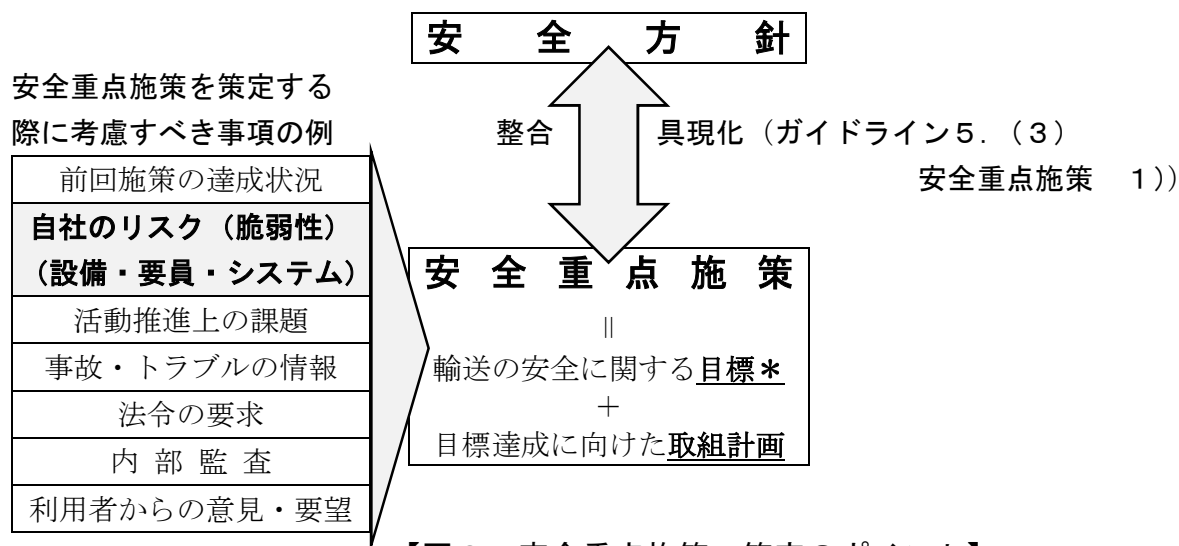 安全方針
安全重点施策を策定する
際に考慮すべき事項の例
整合
具現化（ガイドライン５.（３）
安全重点施策 １））
前回施策の達成状況
自社のリスク（脆弱性）
（設備・要員・システム）
活動推進上の課題
事故・トラブルの情報
法令の要求
内部監査
利用者からの意見・要望
安全重点施策
＝
輸送の安全に関する目標＊
＋
目標達成に向けた取組計画